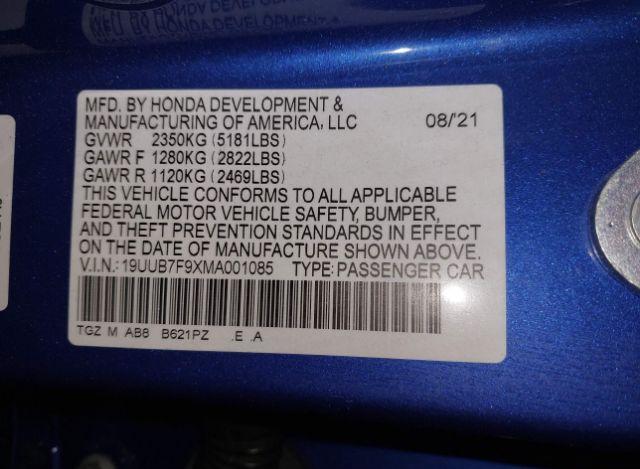 MFD. BY HONDA DEVELOPMENT &
MANUFACTURING OF AMERICA, LLC 08/'21
GVWR 2350KG (5181LBS)
GAWR F 1280KG (2822LBS)
GAWR R 1120KG (2469LBS)
THIS VEHICLE CONFORMS TO ALL APPLICABLE
FEDERAL MOTOR VEHICLE SAFETY, BUMPER,
AND THEFT PREVENTION STANDARDS IN EFFECT
ON THE DATE OF MANUFACTURE SHOWN ABOVE.
V.I.N.: 19UUB7F9XMA001085 TYPE: PASSENGER CAR
TGZ M AB8 B621PZ .E .A